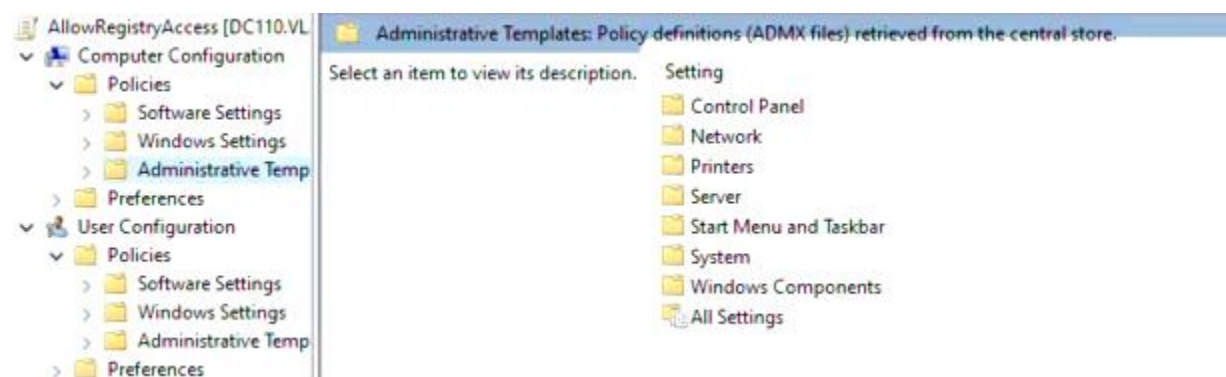 AllowRegistryAccess [DC110.VL
Computer Configuration
Policies
Software Settings
Windows Settings
Administrative Temp
Preferences
User Configuration
Policies
Software Settings
Windows Settings
Administrative Temp
Preferences
Administrative Templates: Policy definitions (ADMX files) retrieved from the central store.
Select an item to view its description.
Setting
Control Panel
Network
Printers
Server
Start Menu and Taskbar
System
Windows Components
All Settings